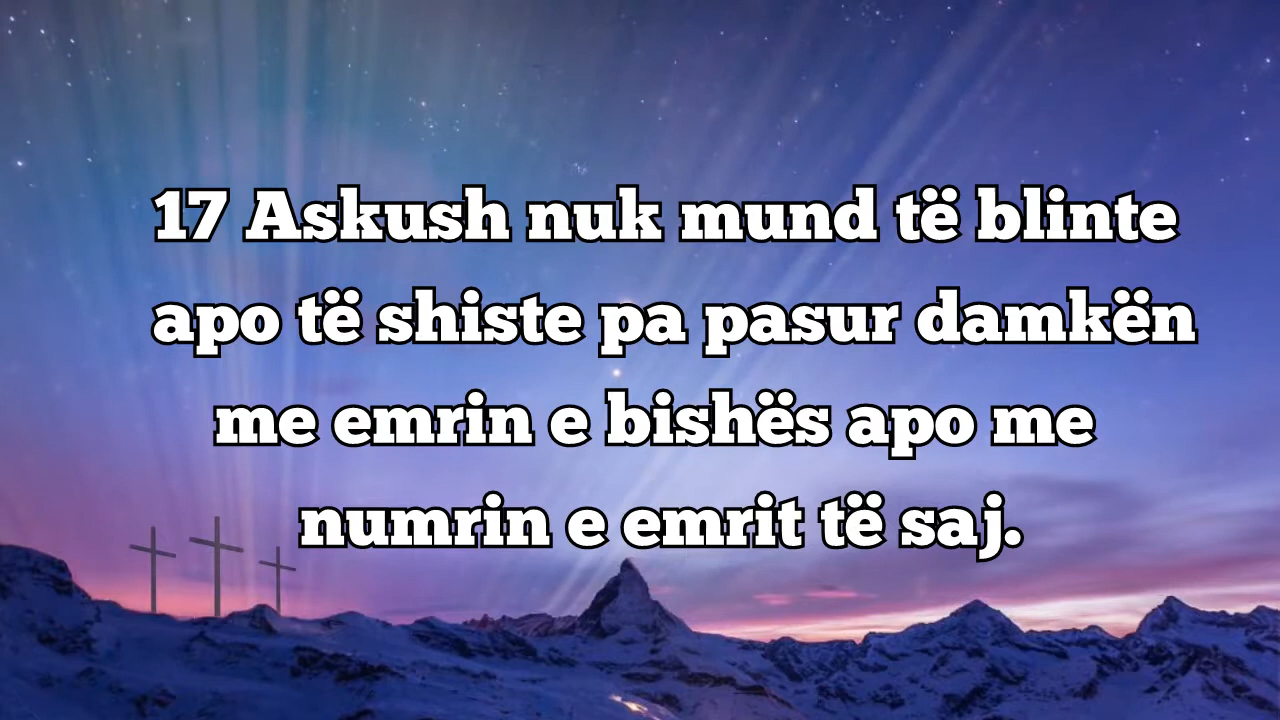 17 Askush nuk mund të blinte
apo të shiste pa pasur damkën
me emrin e bishës apo me
numrin e emrit të saj.